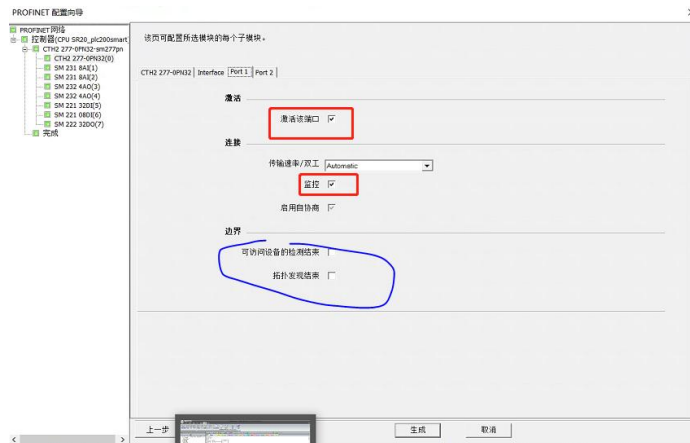 PROFINET 配置向导
PROFINET 网络
控制器(CPU SR20_plc200smart)
CTH2 277-0PN32-sm277pn
CTH2 277-0PN32(0)
SM 231 8AI(1)
SM 231 8AI(2)
SM 232 4AO(3)
SM 232 4AO(4)
SM 221 32DI(5)
SM 221 08DI(6)
SM 222 32DO(7)
完成
该页可配置所选模块的每个子模块。
CTH2 277-0PN32 Interface Port 1 Port 2
激活
激活该端口
连接
传输速率/双工 Automatic
监控
启用自协商
边界
可访问设备的检测结束
拓扑发现结束
上一步 生成 取消